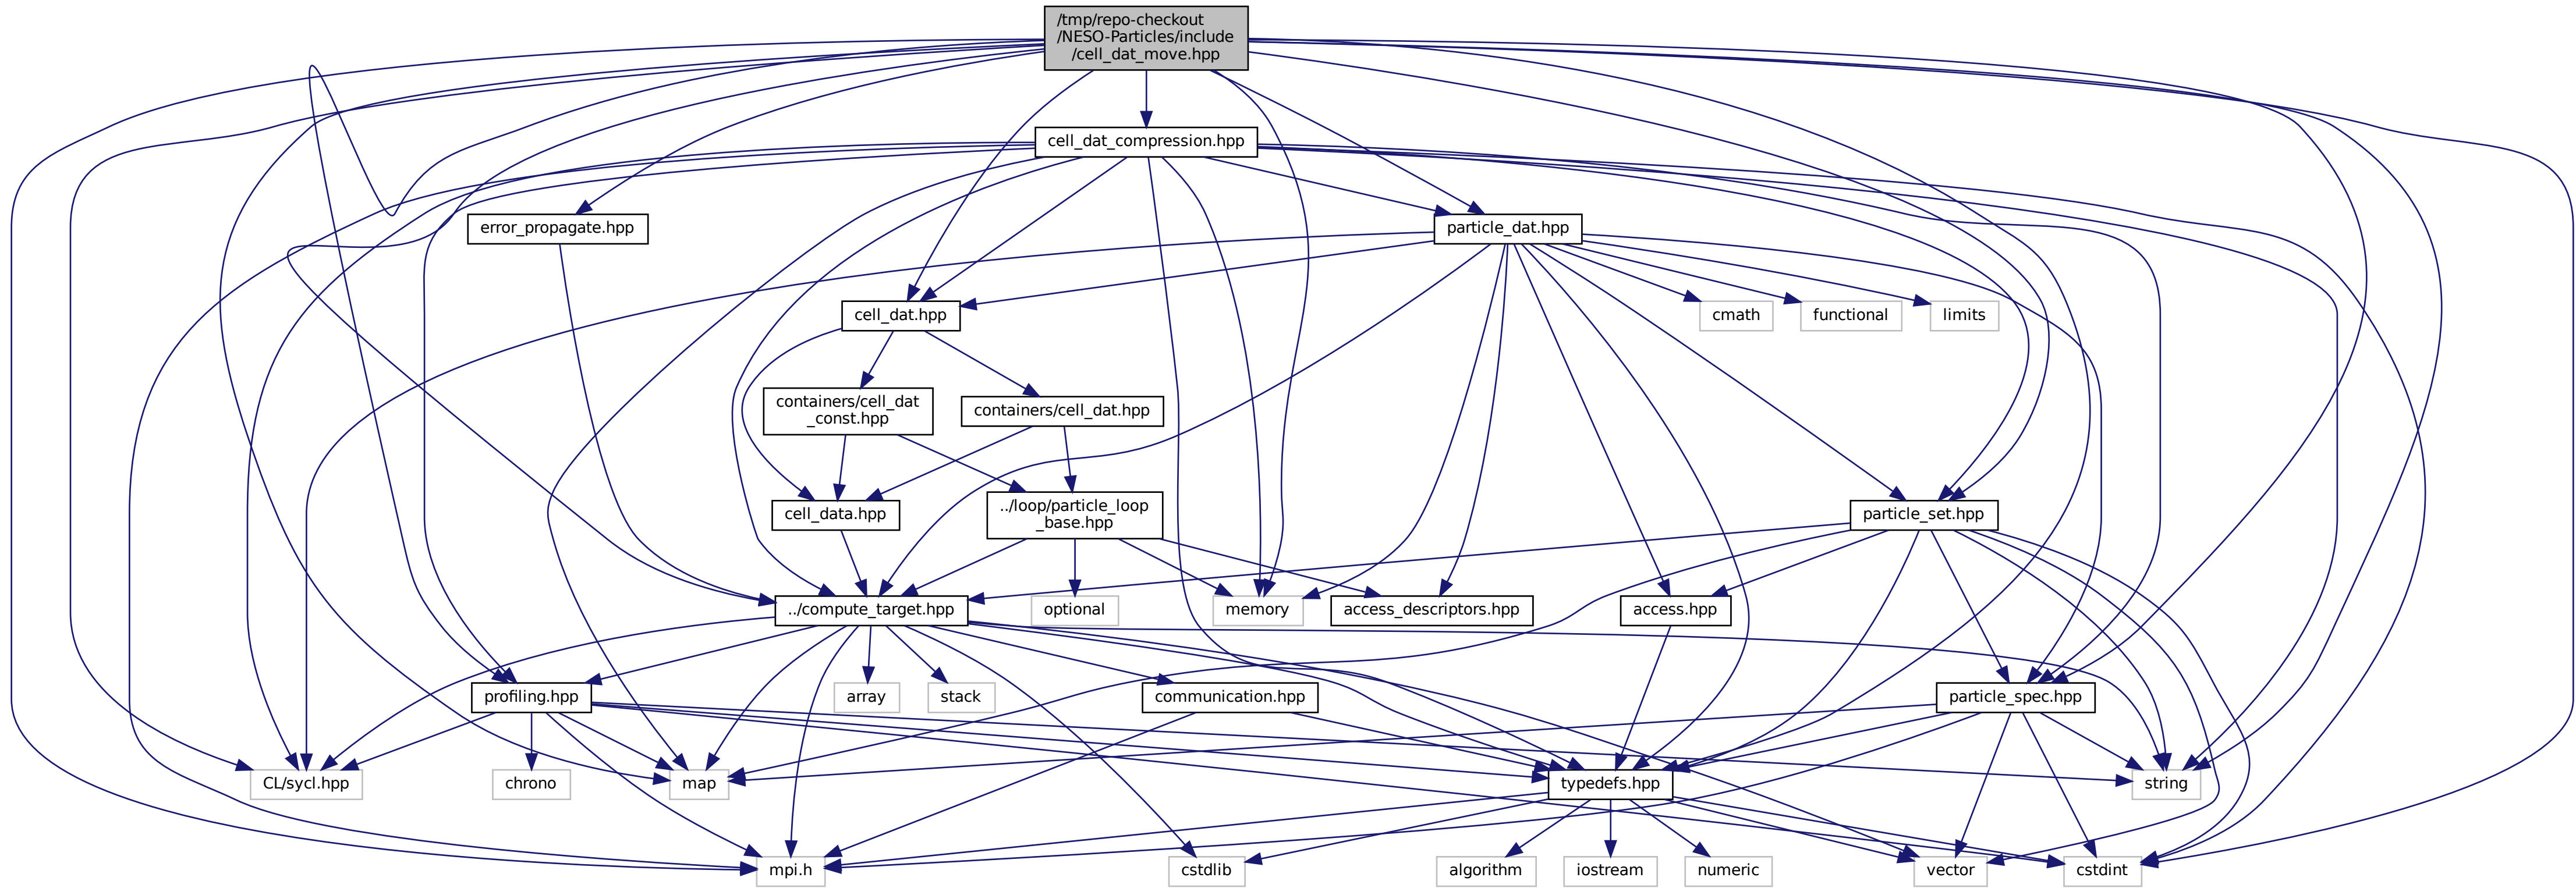 /tmp/repo-checkout
/NESO-Particles/include
/cell_dat_move.hpp
cell_dat_compression.hpp
error_propagate.hpp
particle_dat.hpp
cell_dat.hpp
cmath
functional
limits
containers/cell_dat
_const.hpp
containers/cell_dat.hpp
cell_data.hpp
../loop/particle_loop
_base.hpp
particle_set.hpp
../compute_target.hpp
optional
memory
access_descriptors.hpp
access.hpp
profiling.hpp
array
stack
communication.hpp
particle_spec.hpp
CL/sycl.hpp
chrono
map
typedefs.hpp
string
mpi.h
cstdlib
algorithm
iostream
numeric
vector
cstdint